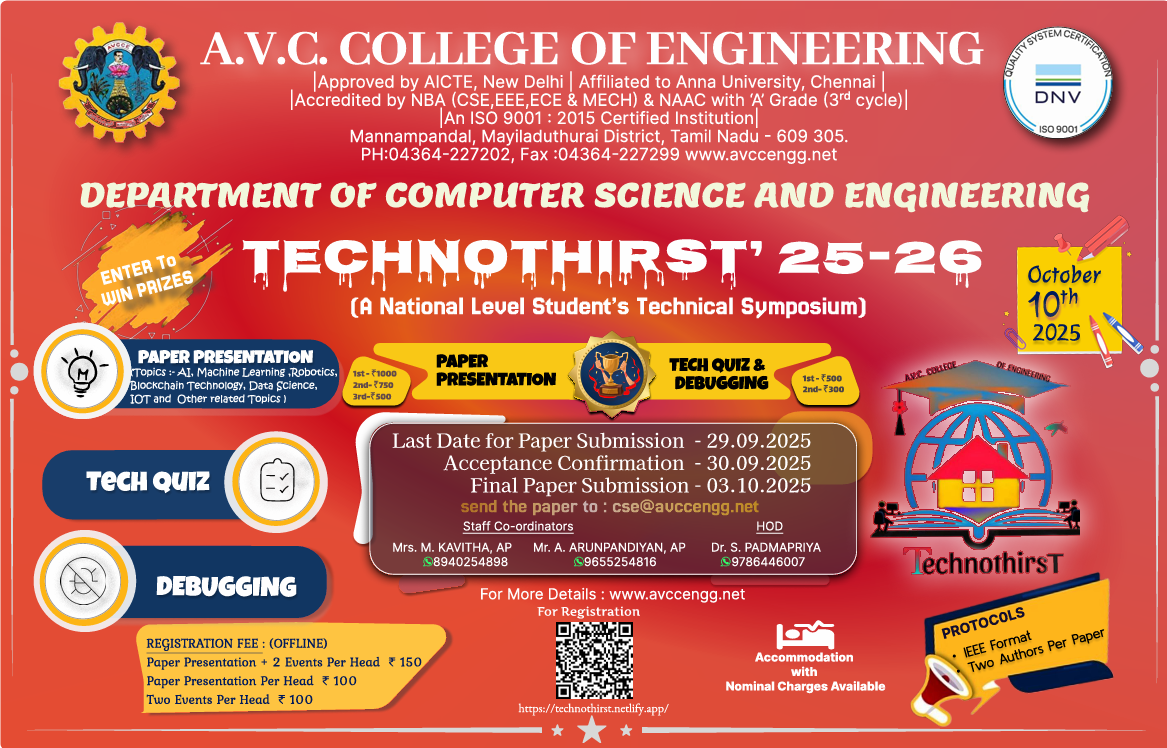 AVCCE
A.V.C. COLLEGE OF ENGINEERING
|Approved by AICTE, New Delhi | Affiliated to Anna University, Chennai |
|Accredited by NBA (CSE,EEE,ECE & MECH) & NAAC with ‘A’ Grade (3rd cycle)|
|An ISO 9001 : 2015 Certified Institution|
Mannampandal, Mayiladuthurai District, Tamil Nadu - 609 305.
PH:04364-227202, Fax :04364-227299 www.avccengg.net
QUALITY SYSTEM CERTIFICATION
DNV
ISO 9001
DEPARTMENT OF COMPUTER SCIENCE AND ENGINEERING
ENTER To
WIN PRIZES
TECHNOTHIRST’ 25-26
(A National Level Student’s Technical Symposium)
October
10th
2025
PAPER PRESENTATION
(Topics :- AI, Machine Learning ,Robotics,
Blockchain Technology, Data Science,
IOT and Other related Topics )
TECH QUIZ
DEBUGGING
1st - ₹1000
2nd- ₹750
3rd-₹500
PAPER
PRESENTATION
TECH QUIZ &
DEBUGGING
1st - ₹500
2nd - ₹300
Last Date for Paper Submission - 29.09.2025
Acceptance Confirmation - 30.09.2025
Final Paper Submission - 03.10.2025
send the paper to : cse@avccengg.net
Staff Co-ordinators
HOD
Mrs. M. KAVITHA, AP
Mr. A. ARUNPANDIYAN, AP
Dr. S. PADMAPRIYA
8940254898
9655254816
9786446007
A.V.C. COLLEGE OF ENGINEERING
TechnothirsT
For More Details : www.avccengg.net
For Registration
https://technothirst.netlify.app/
REGISTRATION FEE : (OFFLINE)
Paper Presentation + 2 Events Per Head ₹ 150
Paper Presentation Per Head ₹ 100
Two Events Per Head ₹ 100
Accommodation
with
Nominal Charges Available
PROTOCOLS
• IEEE Format
• Two Authors Per Paper